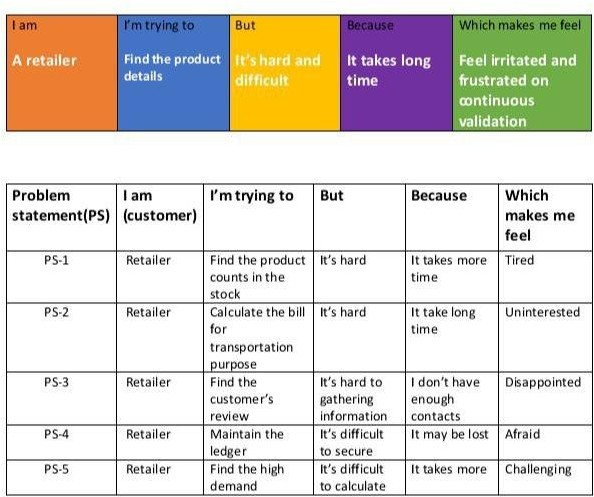 I am
A retailer
I'm trying to
Find the product
details
But
It's hard and
difficult
Because
It takes long
time
Which makes me feel
Feel irritated and
frustrated on
continuous
validation
Problem
statement(PS)
I am
(customer)
I'm trying to
But
Because
Which
makes me
feel
PS-1
Retailer
Find the product
counts in the
stock
It's hard
It takes more
time
Tired
PS-2
Retailer
Calculate the bill
for
transportation
purpose
It's hard
It take long
time
Uninterested
PS-3
Retailer
Find the
customer's
review
It's hard to
gathering
information
I don't have
enough
contacts
Disappointed
PS-4
Retailer
Maintain the
ledger
It's difficult
to secure
It may be lost
Afraid
PS-5
Retailer
Find the high
demand
It's difficult
to calculate
It takes more
Challenging